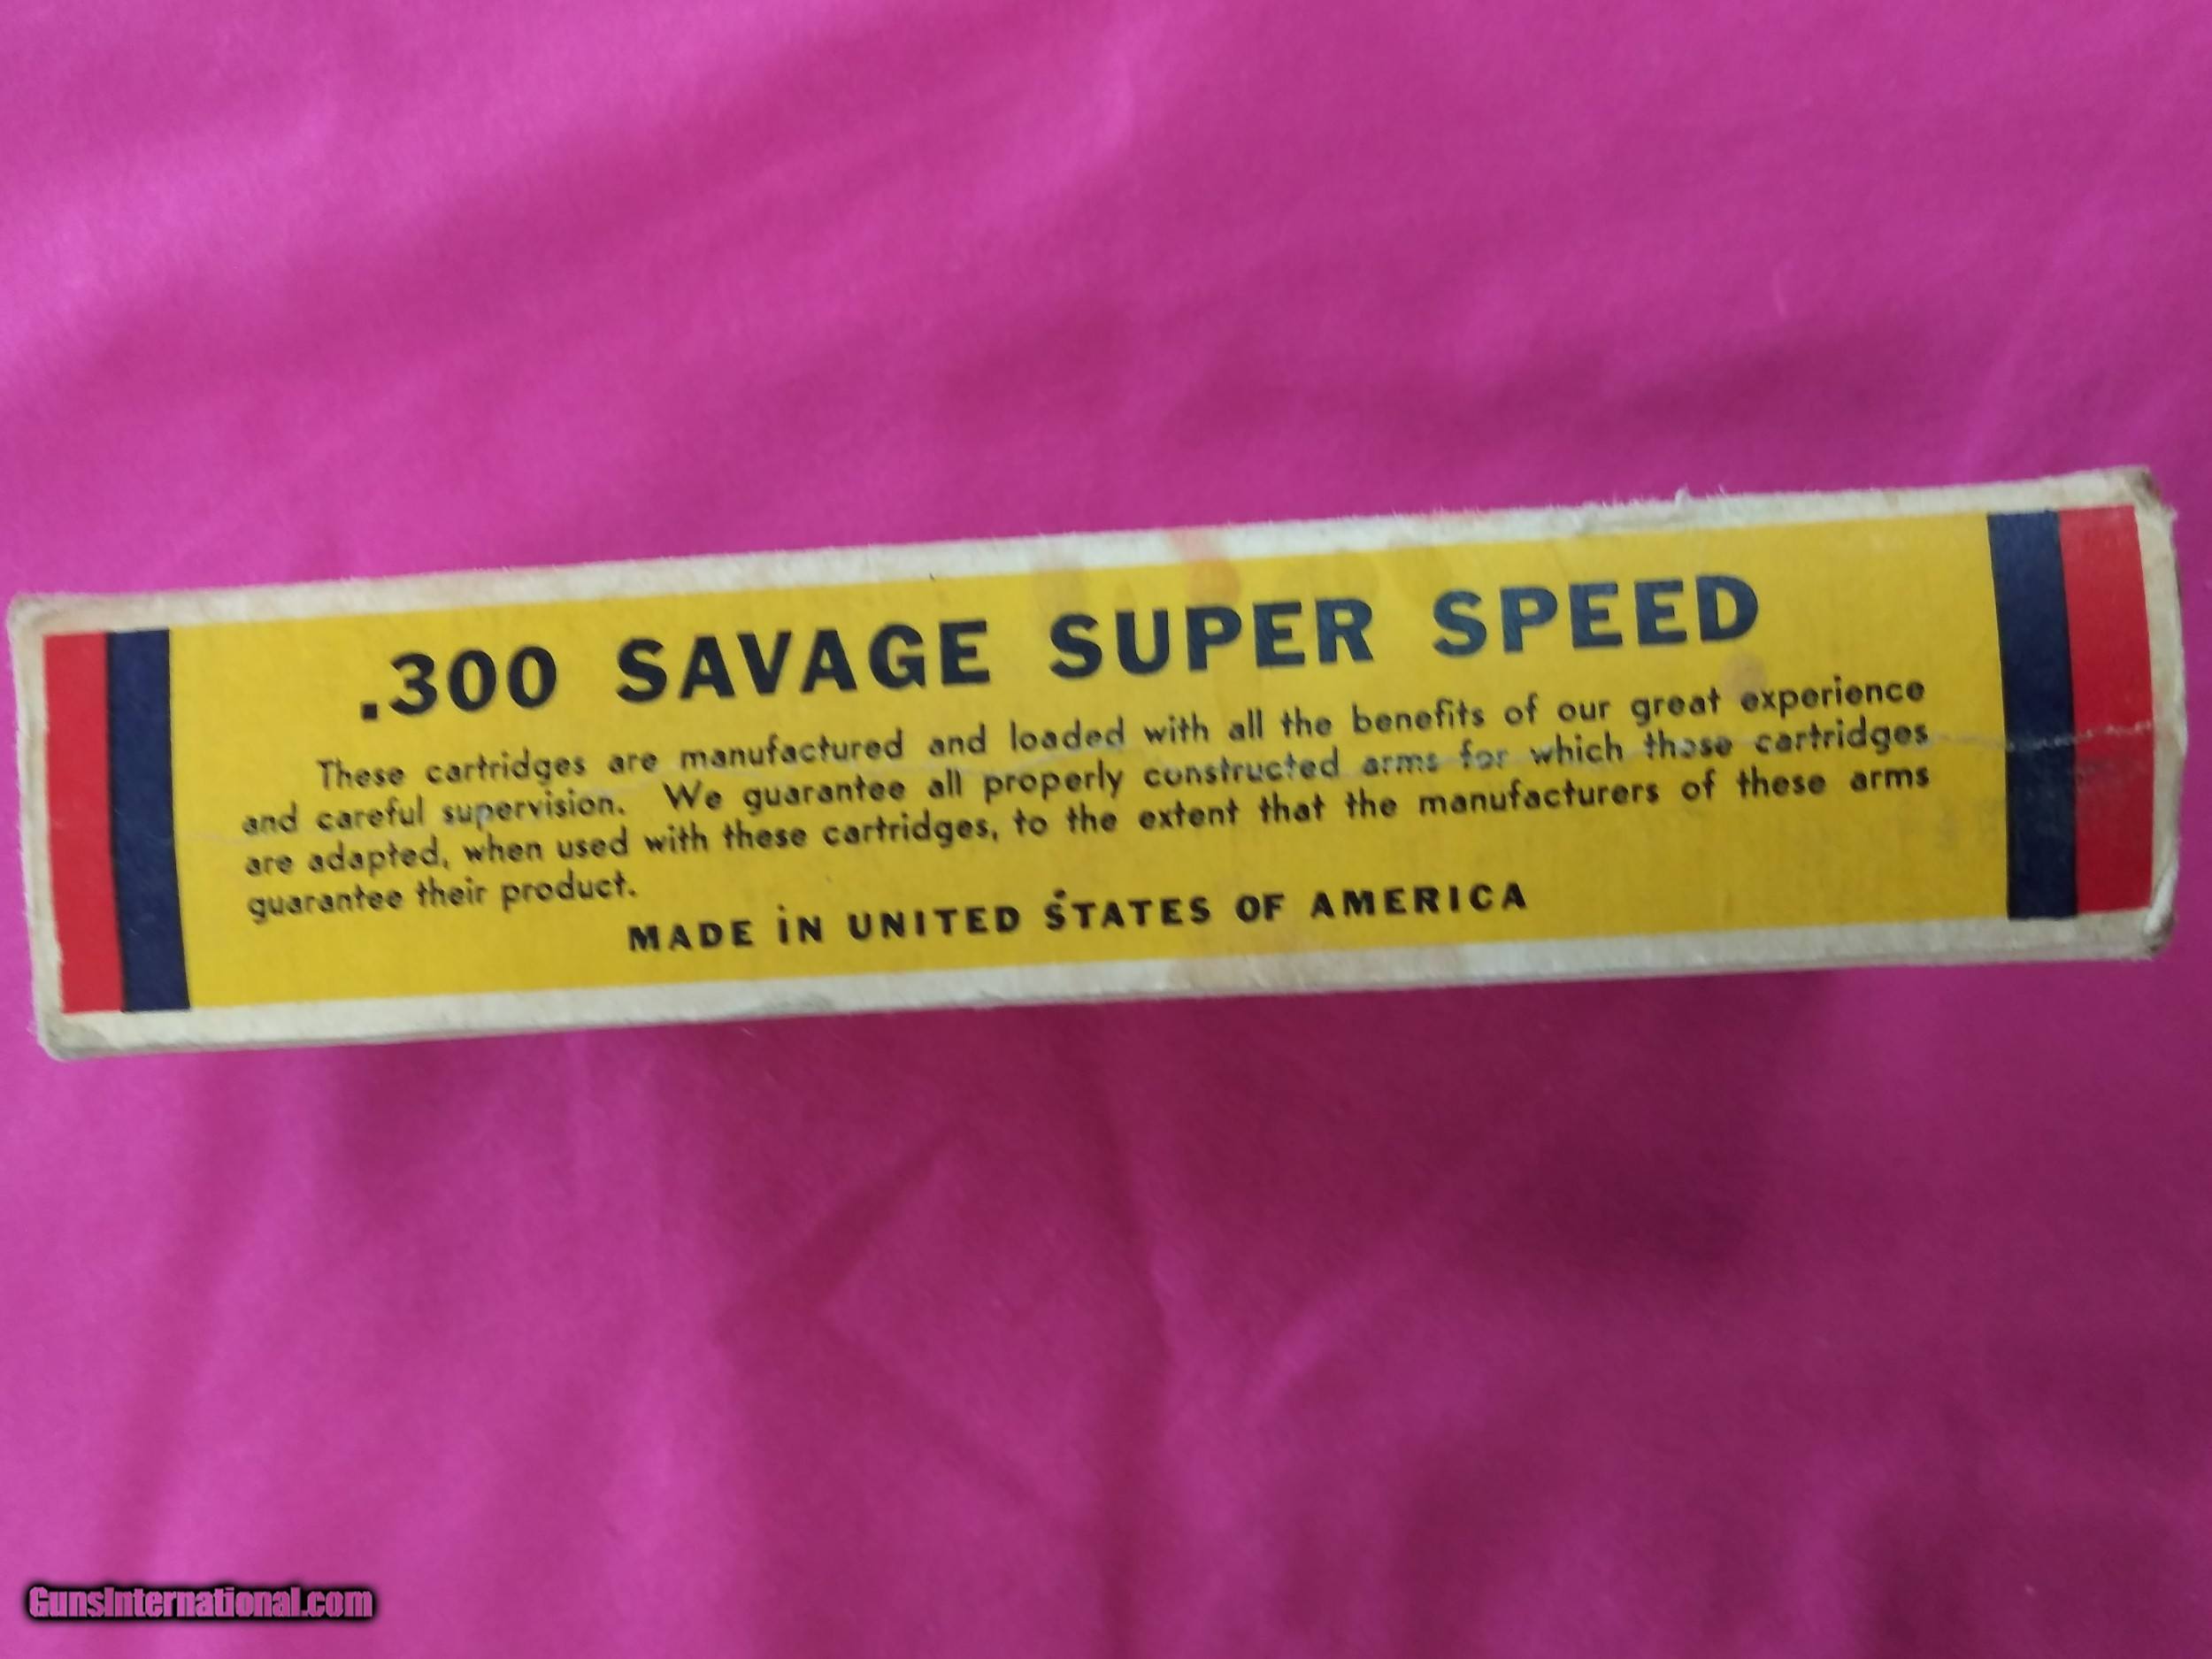 .300 SAVAGE SUPER SPEED
These cartridges are manufactured and loaded with all the benefits of our great experience
and careful supervision. We guarantee all properly constructed arms for which these cartridges
are adapted, when used with these cartridges, to the extent that the manufacturers of these arms
guarantee their product.
MADE iN UNITED STATES OF AMERICA
GunsInternational.com